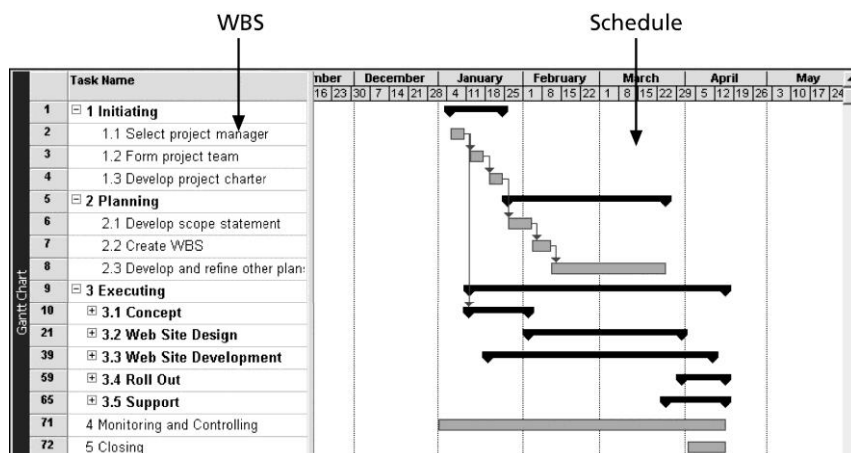 WBS Schedule
Task Name mber December January February March April May
16 23 30 7 14 21 28 4 11 18 25 1 8 15 22 1 8 15 22 29 5 12 19 26 3 10 17 24
1 1 Initiating
2 1.1 Select project manager
3 1.2 Form project team
4 1.3 Develop project charter
5 2 Planning
6 2.1 Develop scope statement
7 2.2 Create WBS
8 2.3 Develop and refine other plan
9 3 Executing
10 3.1 Concept
21 3.2 Web Site Design
39 3.3 Web Site Development
59 3.4 Roll Out
65 3.5 Support
71 4 Monitoring and Controlling
72 5 Closing
Gantt Chart